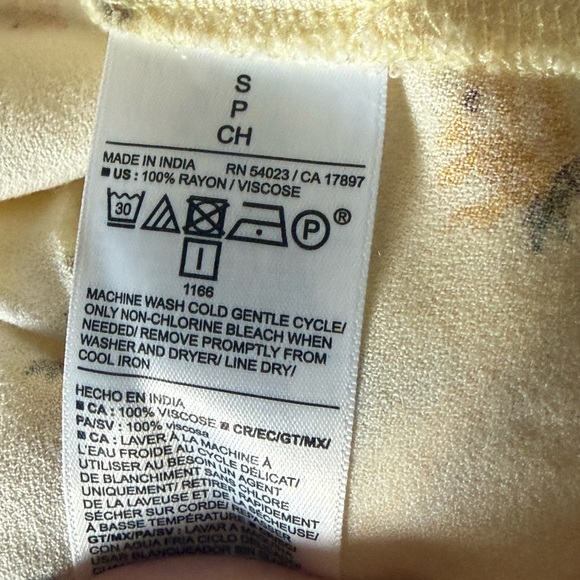 S
P
CH
MADE IN INDIA RN 54023 / CA 17897
■ US : 100% RAYON / VISCOSE
30 P ®
1166
MACHINE WASH COLD GENTLE CYCLE/
ONLY NON-CHLORINE BLEACH WHEN
NEEDED/ REMOVE PROMPTLY FROM
WASHER AND DRYER/ LINE DRY/
COOL IRON
HECHO EN INDIA
■ CA : 100% VISCOSE ■ CR/EC/GT/MX/
PA/SV : 100% viscosa
■ CA : LAVER À LA MACHINE À
L'EAU FROIDE AU CYCLE DÉLICAT/
UTILISER AU BESOIN UN AGENT
DE BLANCHIMENT SANS CHLORE
UNIQUEMENT/ RETIRER
DE LA LAVEUSE ET DE LA RAPIDEMENT
SÉCHER SUR CORDE/ SÉCHEUSE/
À BASSE TEMPÉRATURE
GT/MX/PA/SV : LAVAR A
CON AGUA FRIA CICLO
USAR BLANQUEADOR